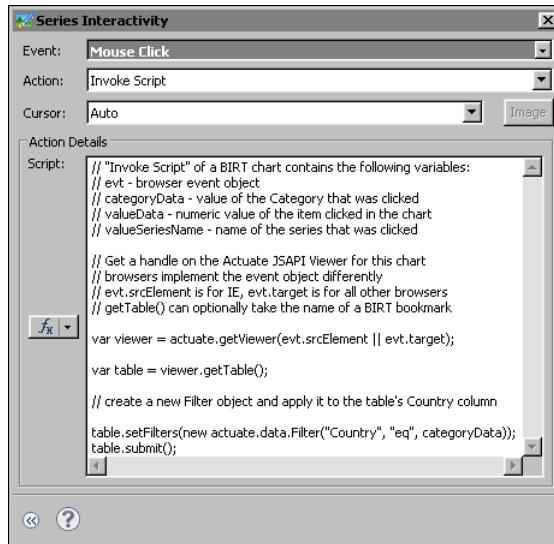 Series Interactivity
Event: Mouse Click
Action: Invoke Script
Cursor: Auto Image
Action Details
Script:
// "Invoke Script" of a BIRT chart contains the following variables:
// evt - browser event object
// categoryData - value of the Category that was clicked
// valueData - numeric value of the item clicked in the chart
// valueSeriesName - name of the series that was clicked
// Get a handle on the Actuate JSAPI Viewer for this chart
// browsers implement the event object differently
// evt.srcElement is for IE, evt.target is for all other browsers
// getTable() can optionally take the name of a BIRT bookmark
fx
var viewer = actuate.getViewer(evt.srcElement || evt.target);
var table = viewer.getTable();
// create a new Filter object and apply it to the table's Country column
table.setFilters(new actuate.data.Filter("Country", "eq", categoryData));
table.submit();